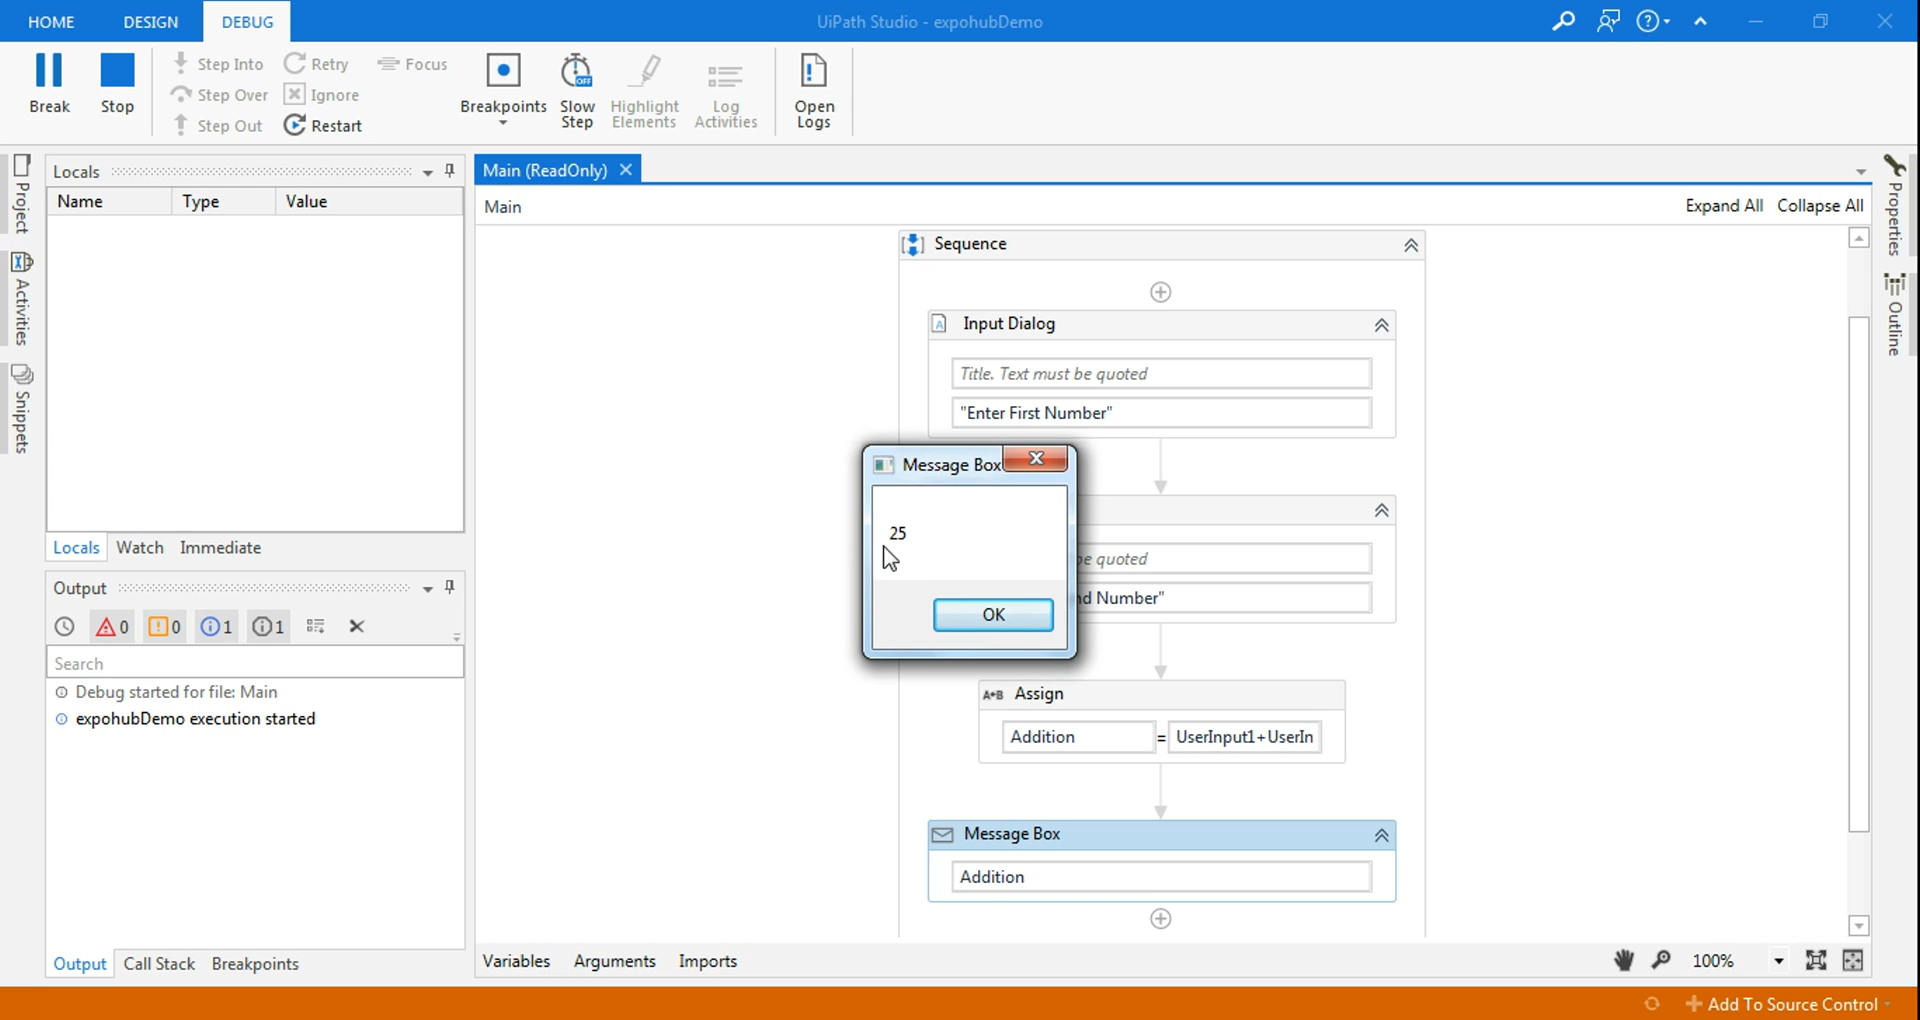 HOME DESIGN DEBUG UiPath Studio - expohubDemo
Break Stop Step Into Retry Focus
Step Over Ignore
Step Out Restart
Breakpoints Slow Step Highlight Elements Log Activities Open Logs
OFF
Project
Activities
Snippets
Locals
Name Type Value
Locals Watch Immediate
Output
0 0 1 1
Search
Debug started for file: Main
expohubDemo execution started
Output Call Stack Breakpoints
Main (ReadOnly)
Main Expand All Collapse All
Sequence
Input Dialog
Title. Text must be quoted
"Enter First Number"
Message Box
25
OK
be quoted
nd Number"
A+B Assign
Addition = UserInput1+UserIn
Message Box
Addition
Variables Arguments Imports 100%
Properties
Outline
Add To Source Control